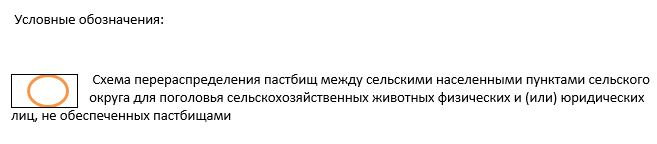 Условные обозначения:
Схема перераспределения пастбищ между сельскими населенными пунктами сельского
округа для поголовья сельскохозяйственных животных физических и (или) юридических
лиц, не обеспеченных пастбищами